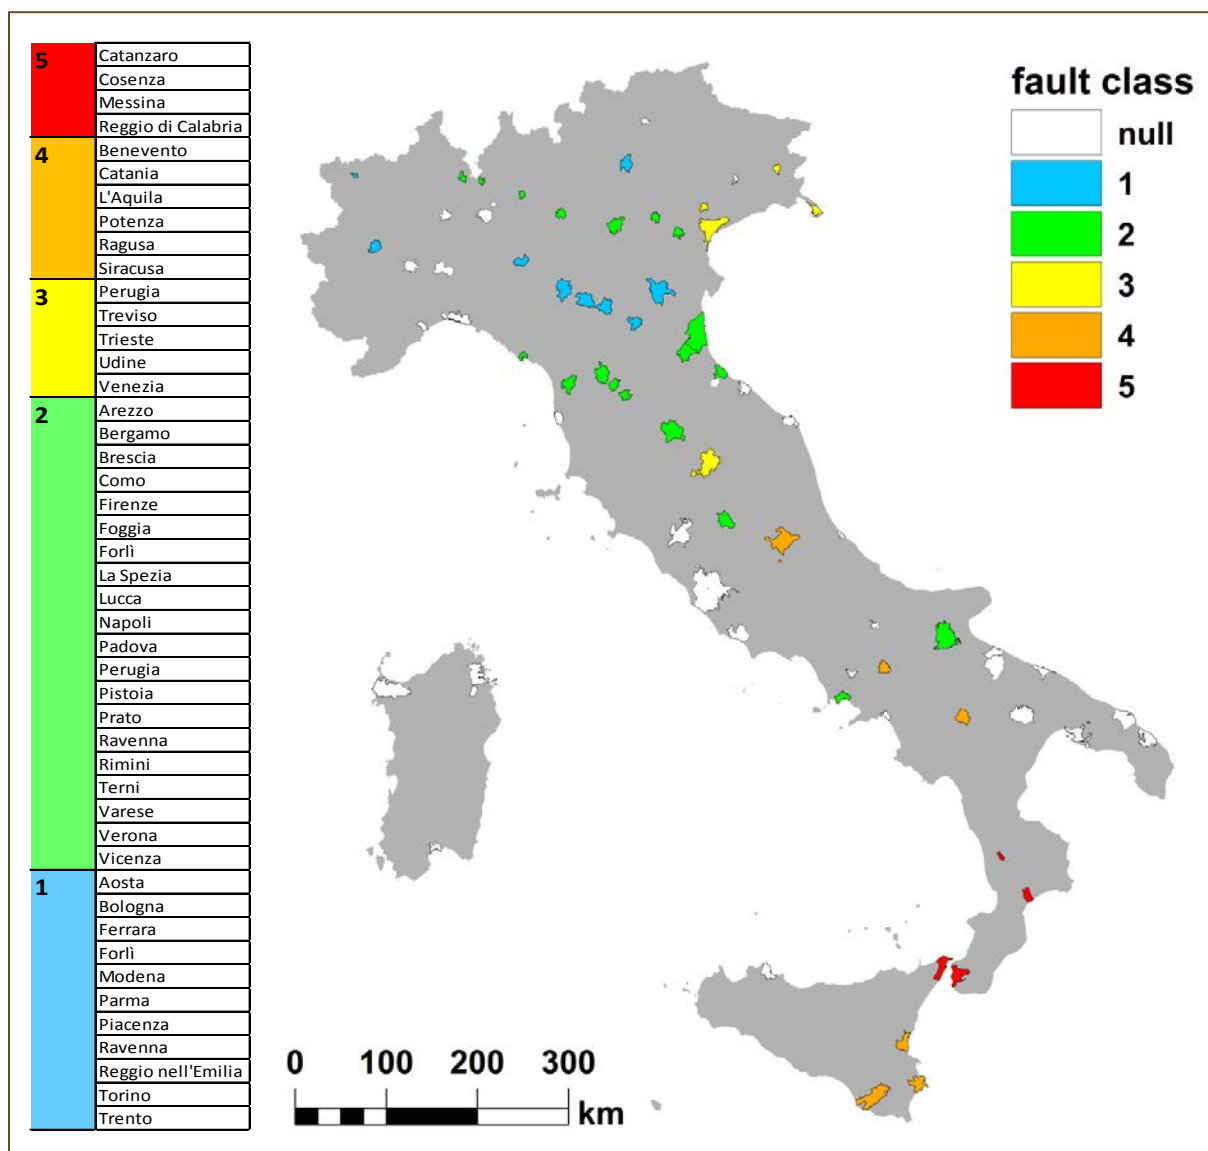 5
Catanzaro
Cosenza
Messina
Reggio di Calabria
4
Benevento
Catania
L'Aquila
Potenza
Ragusa
Siracusa
3
Perugia
Treviso
Trieste
Udine
Venezia
2
Arezzo
Bergamo
Brescia
Como
Firenze
Foggia
Forlì
La Spezia
Lucca
Napoli
Padova
Perugia
Pistoia
Prato
Ravenna
Rimini
Terni
Varese
Verona
Vicenza
1
Aosta
Bologna
Ferrara
Forlì
Modena
Parma
Piacenza
Ravenna
Reggio nell'Emilia
Torino
Trento
fault class
null
1
2
3
4
5
0 100 200 300
km